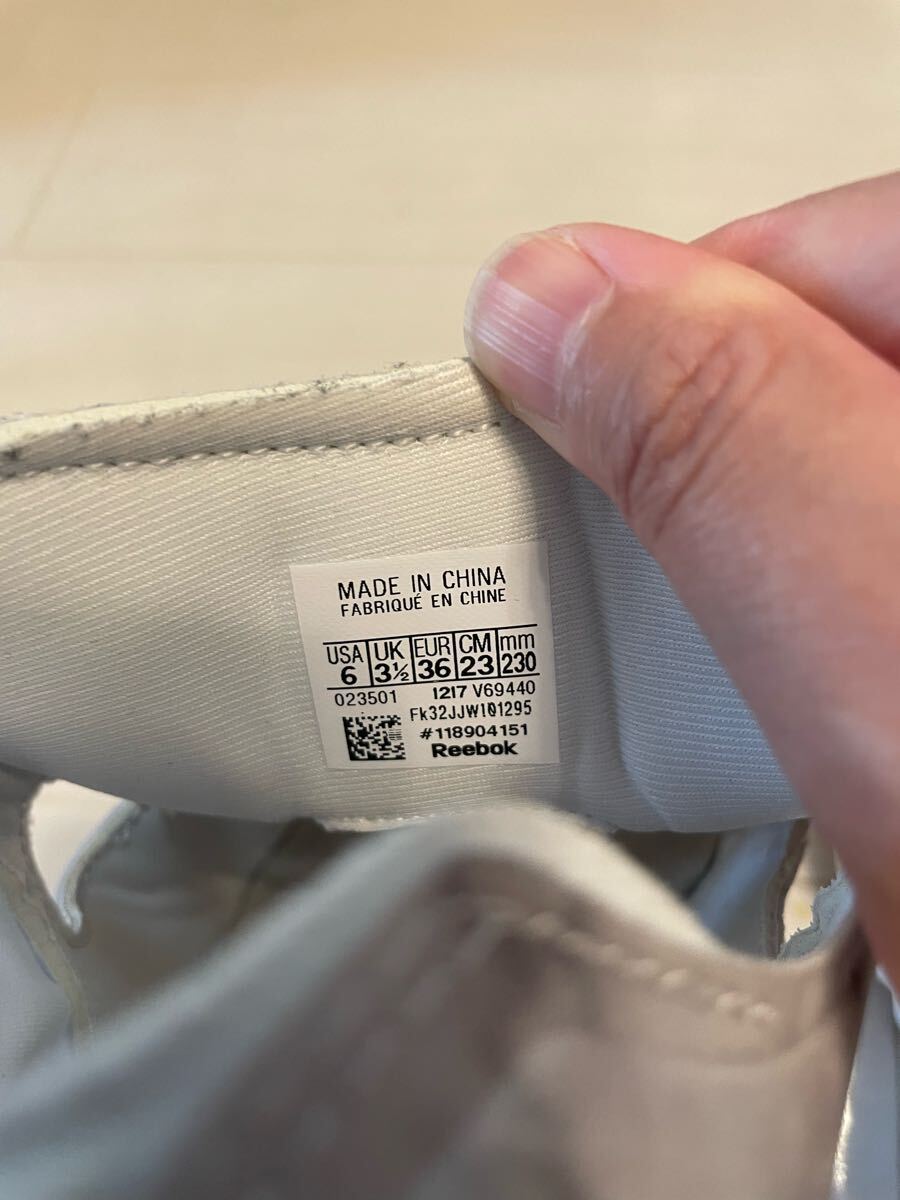 MADE IN CHINA
FABRIQUÉ EN CHINE
USA UK EUR CM mm
6 3½ 36 23 230
023501 1217 V69440
Fk32JJW101295
#118904151
Reebok